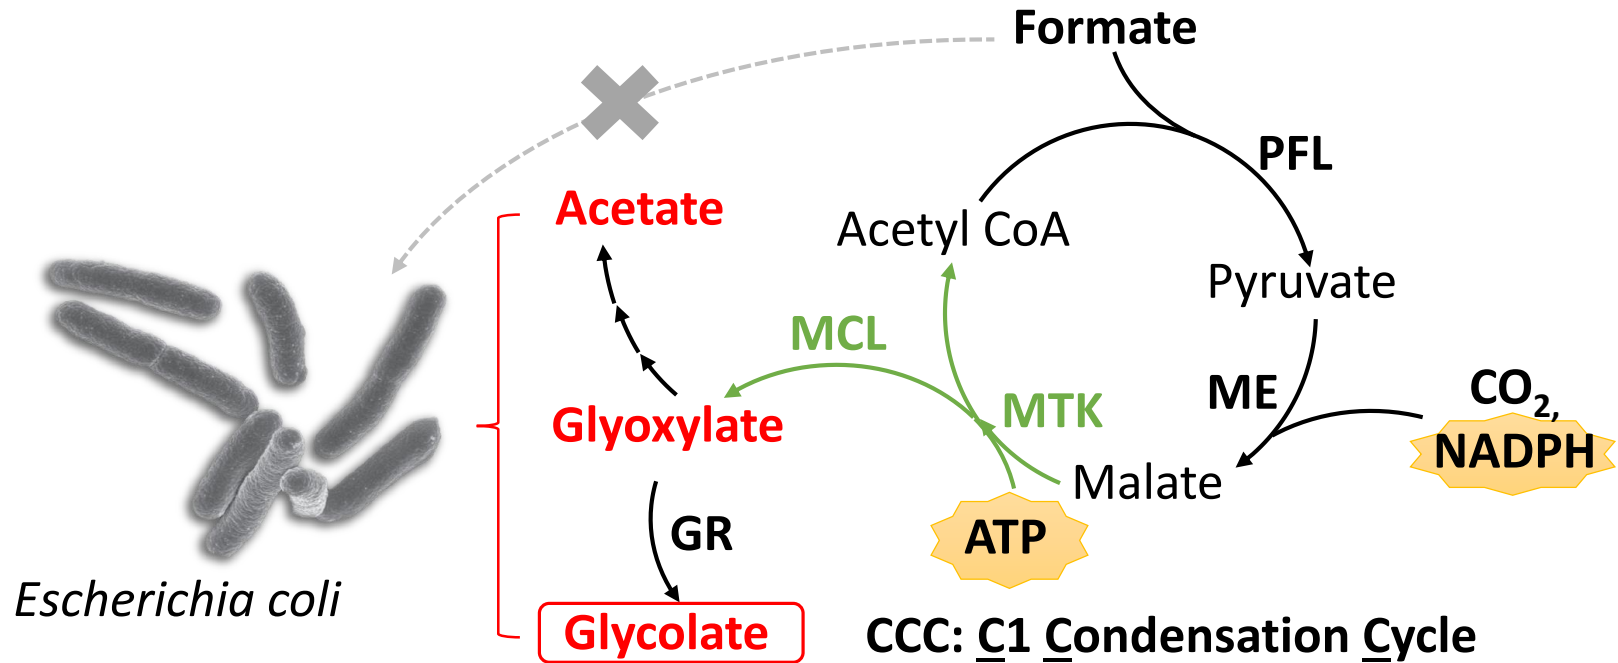 Formate
PFL
Acetate
Acetyl CoA
Pyruvate
MCL
ME
CO2,
NADPH
Glyoxylate
MTK
Malate
GR
ATP
Escherichia coli
Glycolate
CCC: C1 Condensation Cycle